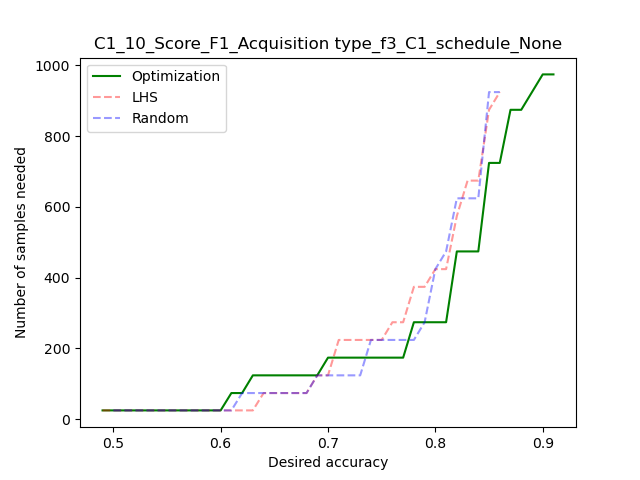 C1_10_Score_F1_Acquisition type_f3_C1_schedule_None
Optimization
LHS
Random
Number of samples needed
1000
800
600
400
200
0
0.5 0.6 0.7 0.8 0.9
Desired accuracy